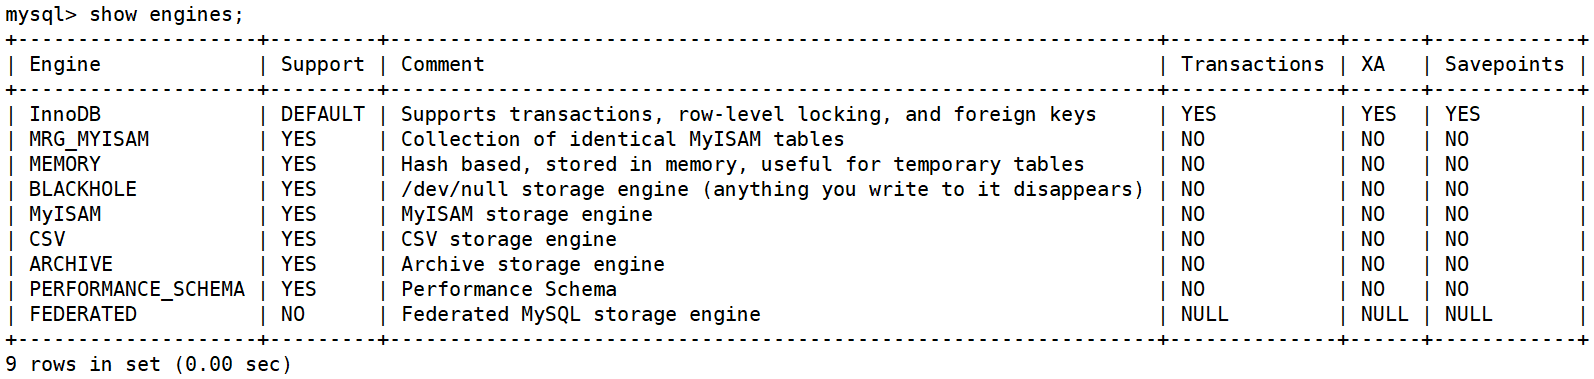 mysql> show engines;
+--------------------+---------+----------------------------------------------------------------+--------------+------+------------+
| Engine             | Support | Comment                                                        | Transactions | XA   | Savepoints |
+--------------------+---------+----------------------------------------------------------------+--------------+------+------------+
| InnoDB             | DEFAULT | Supports transactions, row-level locking, and foreign keys     | YES          | YES  | YES        |
| MRG_MYISAM         | YES     | Collection of identical MyISAM tables                          | NO           | NO   | NO         |
| MEMORY             | YES     | Hash based, stored in memory, useful for temporary tables      | NO           | NO   | NO         |
| BLACKHOLE          | YES     | /dev/null storage engine (anything you write to it disappears) | NO           | NO   | NO         |
| MyISAM             | YES     | MyISAM storage engine                                          | NO           | NO   | NO         |
| CSV                | YES     | CSV storage engine                                             | NO           | NO   | NO         |
| ARCHIVE            | YES     | Archive storage engine                                         | NO           | NO   | NO         |
| PERFORMANCE_SCHEMA | YES     | Performance Schema                                             | NO           | NO   | NO         |
| FEDERATED          | NO      | Federated MySQL storage engine                                 | NULL         | NULL | NULL       |
+--------------------+---------+----------------------------------------------------------------+--------------+------+------------+
9 rows in set (0.00 sec)